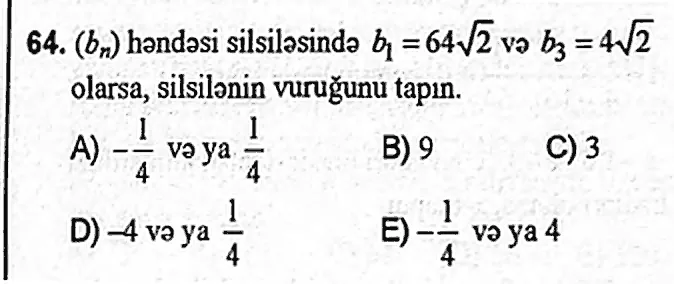 64. (bₙ) həndəsi silsiləsində b₁ = 64√2 və b₃ = 4√2
olarsa, silsilənin vuruğunu tapın.
A) −1/4 və ya 1/4 B) 9 C) 3
D) −4 və ya 1/4 E) −1/4 və ya 4